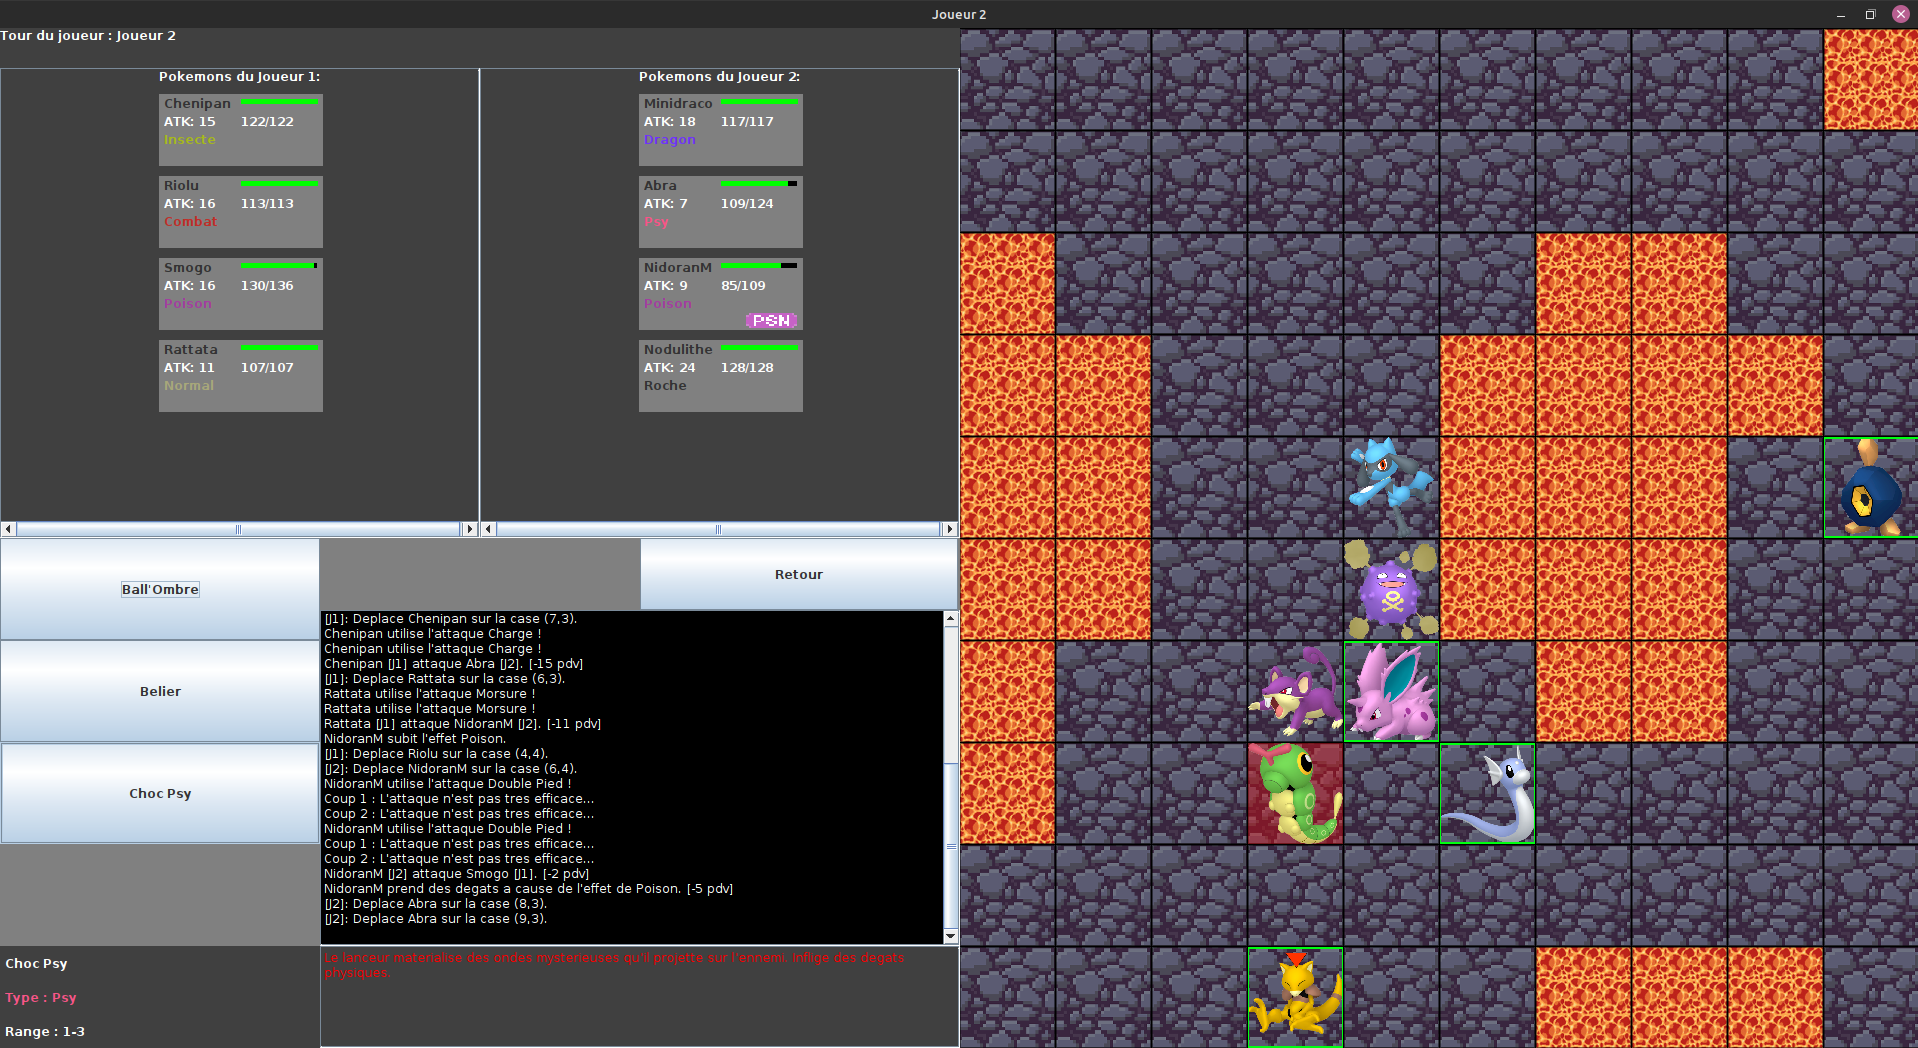 Joueur 2
Tour du joueur : Joueur 2
Pokemons du Joueur 1:
Chenipan
ATK: 15 122/122
Insecte
Riolu
ATK: 16 113/113
Combat
Smogo
ATK: 16 130/136
Poison
Rattata
ATK: 11 107/107
Normal
Pokemons du Joueur 2:
Minidraco
ATK: 18 117/117
Dragon
Abra
ATK: 7 109/124
Psy
NidoranM
ATK: 9 85/109
Poison
PSN
Nodulithe
ATK: 24 128/128
Roche
Ball'Ombre
Belier
Choc Psy
Retour
[J1]: Deplace Chenipan sur la case (7,3).
Chenipan utilise l'attaque Charge !
Chenipan utilise l'attaque Charge !
Chenipan [J1] attaque Abra [J2]. [-15 pdv]
[J1]: Deplace Rattata sur la case (6,3).
Rattata utilise l'attaque Morsure !
Rattata utilise l'attaque Morsure !
Rattata [J1] attaque NidoranM [J2]. [-11 pdv]
NidoranM subit l'effet Poison.
[J1]: Deplace Riolu sur la case (4,4).
[J2]: Deplace NidoranM sur la case (6,4).
NidoranM utilise l'attaque Double Pied !
Coup 1 : L'attaque n'est pas tres efficace...
Coup 2 : L'attaque n'est pas tres efficace...
NidoranM utilise l'attaque Double Pied !
Coup 1 : L'attaque n'est pas tres efficace...
Coup 2 : L'attaque n'est pas tres efficace...
NidoranM [J2] attaque Smogo [J1]. [-2 pdv]
NidoranM prend des degats a cause de l'effet de Poison. [-5 pdv]
[J2]: Deplace Abra sur la case (8,3).
[J2]: Deplace Abra sur la case (9,3).
Choc Psy
Type : Psy
Range : 1-3
Le lanceur materialise des ondes mysterieuses qu'il projette sur l'ennemi. Inflige des degats
physiques.